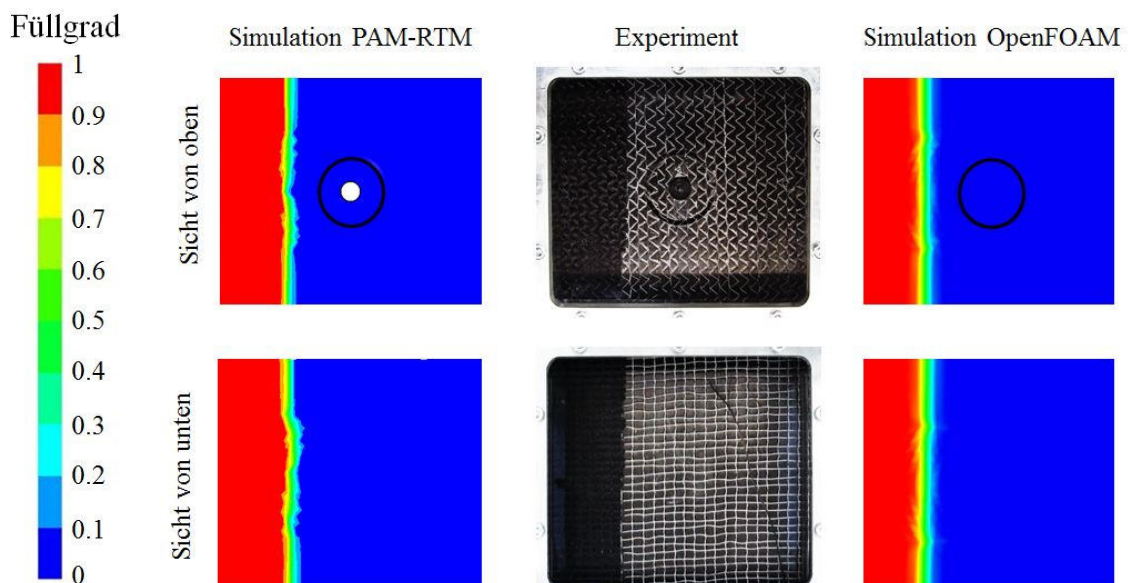 Füllgrad
Simulation PAM-RTM
Experiment
Simulation OpenFOAM
1
0.9
0.8
0.7
0.6
0.5
0.4
0.3
0.2
0.1
0
Sicht von oben
Sicht von unten